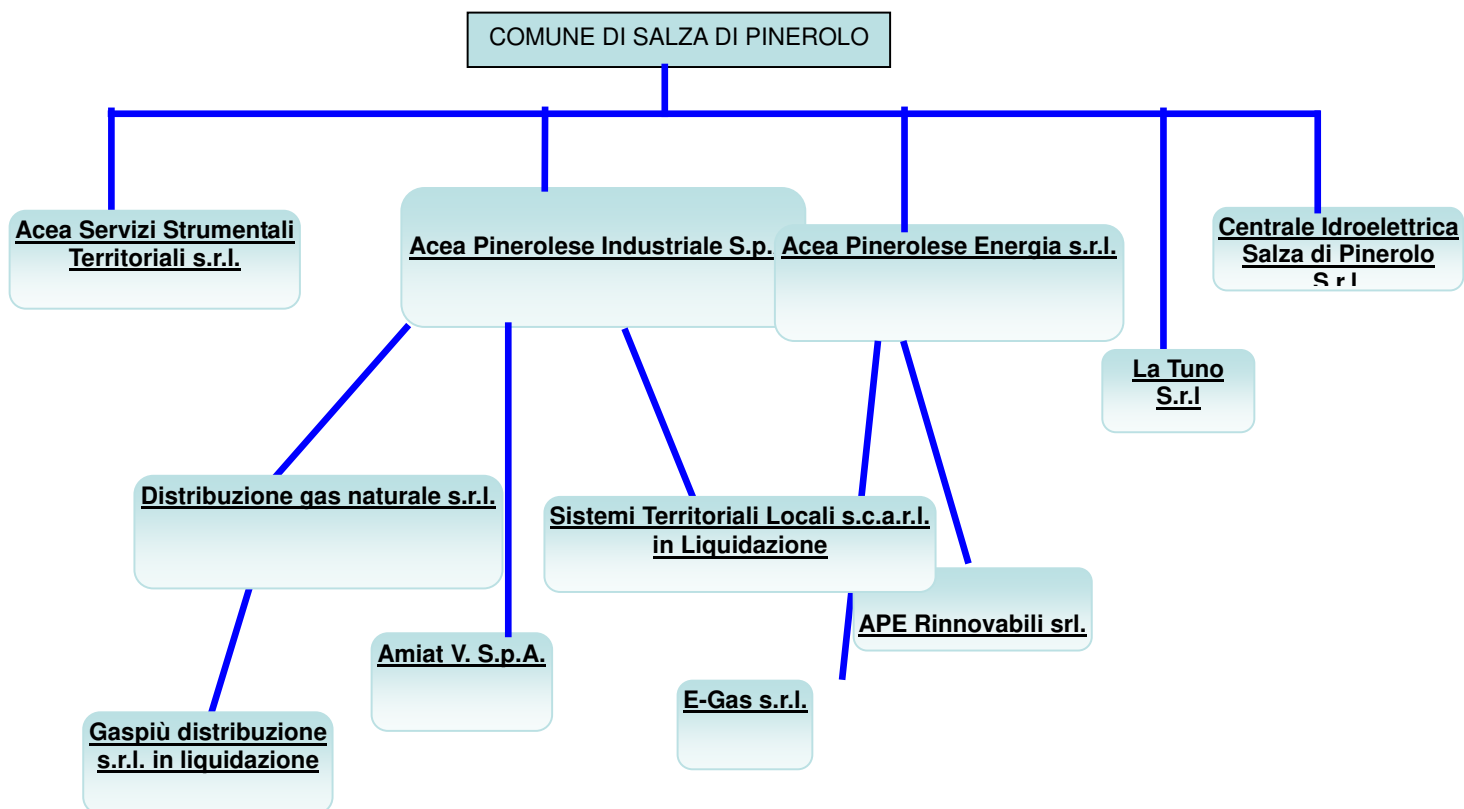 COMUNE DI SALZA DI PINEROLO
Acea Servizi Strumentali
Territoriali s.r.l.
Acea Pinerolese Industriale S.p.
Acea Pinerolese Energia s.r.l.
Centrale Idroelettrica
Salza di Pinerolo
S.r.l
La Tuno
S.r.l
Distribuzione gas naturale s.r.l.
Sistemi Territoriali Locali s.c.a.r.l.
in Liquidazione
APE Rinnovabili srl.
Amiat V. S.p.A.
E-Gas s.r.l.
Gaspiù distribuzione
s.r.l. in liquidazione